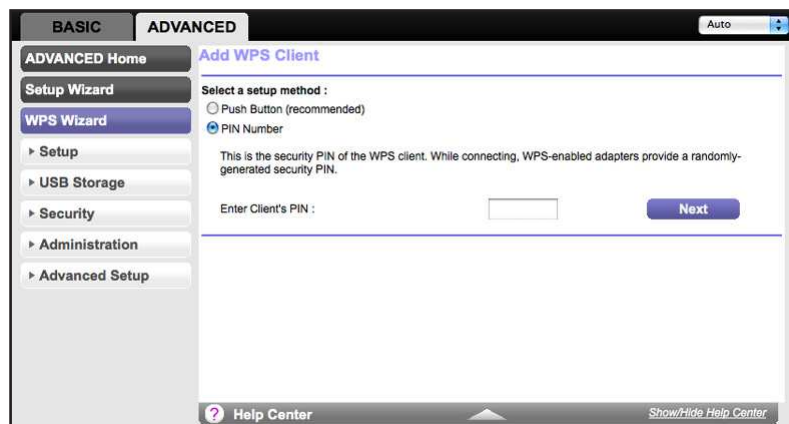 BASIC
ADVANCED
Auto
ADVANCED Home
Setup Wizard
WPS Wizard
Setup
USB Storage
Security
Administration
Advanced Setup
Add WPS Client
Select a setup method :
Push Button (recommended)
PIN Number
This is the security PIN of the WPS client. While connecting, WPS-enabled adapters provide a randomly-
generated security PIN.
Enter Client's PIN :
Next
? Help Center
Show/Hide Help Center